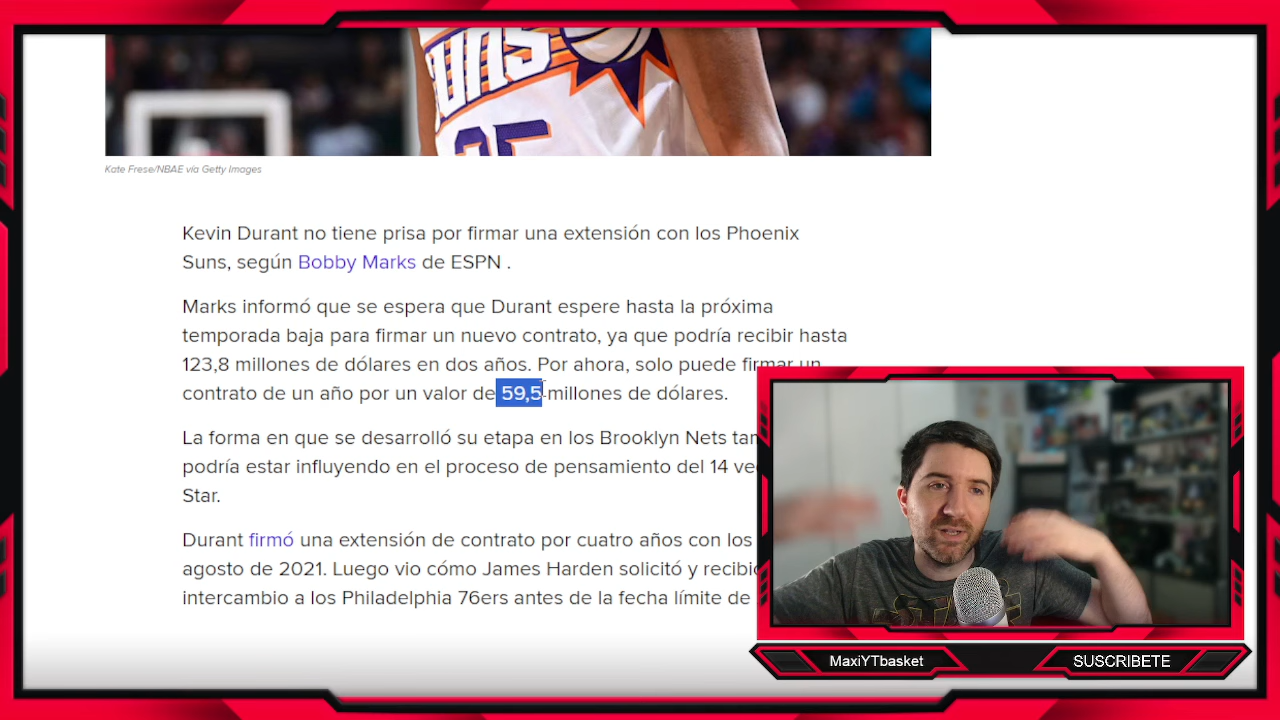 SUNS
35
Kate Frese/NBAE via Getty Images
Kevin Durant no tiene prisa por firmar una extensión con los Phoenix
Suns, según Bobby Marks de ESPN .
Marks informó que se espera que Durant espere hasta la próxima
temporada baja para firmar un nuevo contrato, ya que podría recibir hasta
123,8 millones de dólares en dos años. Por ahora, solo puede firmar un
contrato de un año por un valor de 59,5 millones de dólares.
La forma en que se desarrolló su etapa en los Brooklyn Nets
podría estar influyendo en el proceso de pensamiento del 14
Star.
Durant firmó una extensión de contrato por cuatro años con los
agosto de 2021. Luego vio cómo James Harden solicitó y
intercambio a los Philadelphia 76ers antes de la fecha límite de
MaxiYTbasket
SUSCRIBETE